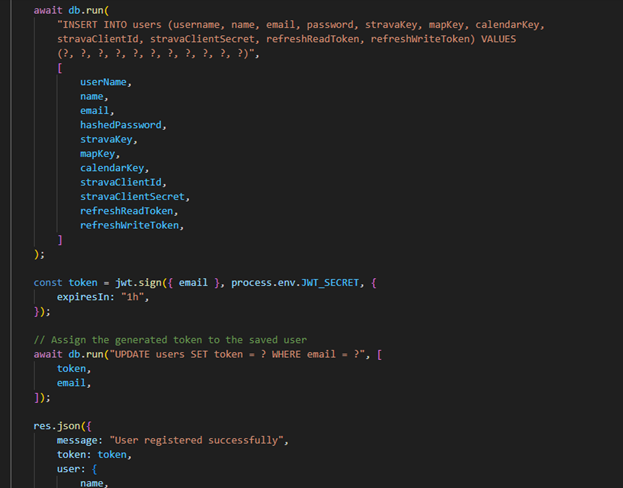 await db.run(
"INSERT INTO users (username, name, email, password, stravaKey, mapKey, calendarKey,
stravaClientId, stravaClientSecret, refreshReadToken, refreshWriteToken) VALUES
(?, ?, ?, ?, ?, ?, ?, ?, ?, ?, ?)",
[
userName,
name,
email,
hashedPassword,
stravaKey,
mapKey,
calendarKey,
stravaClientId,
stravaClientSecret,
refreshReadToken,
refreshWriteToken,
]
);
const token = jwt.sign({ email }, process.env.JWT_SECRET, {
expiresIn: "1h",
});
// Assign the generated token to the saved user
await db.run("UPDATE users SET token = ? WHERE email = ?", [
token,
email,
]);
res.json({
message: "User registered successfully",
token: token,
user: {
name,